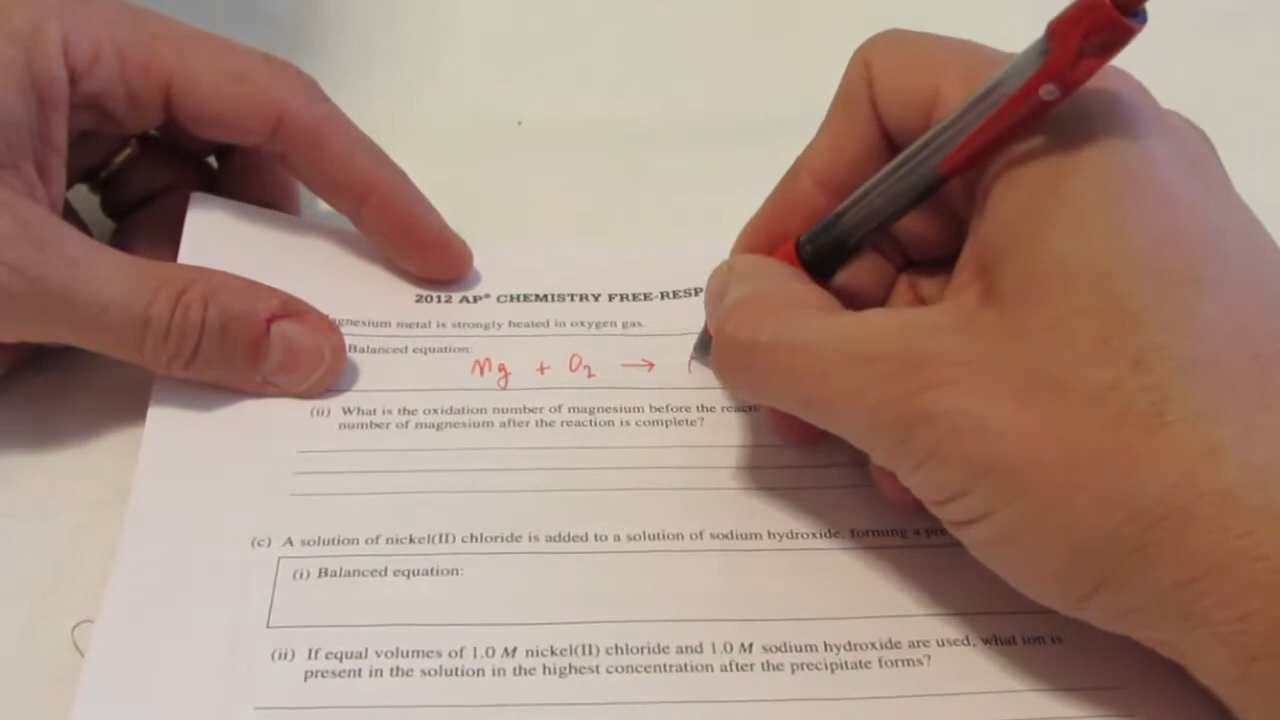 2012 AP® CHEMISTRY FREE-RESP
agnesium metal is strongly heated in oxygen gas.
Balanced equation:
Mg + O₂ →
(ii) What is the oxidation number of magnesium before the
number of magnesium after the reaction is complete?
(c) A solution of nickel(II) chloride is added to a solution of sodium hydroxide, forming a
(i) Balanced equation:
(ii) If equal volumes of 1.0 M nickel(II) chloride and 1.0 M sodium hydroxide are used, what ion is
present in the solution in the highest concentration after the precipitate forms?